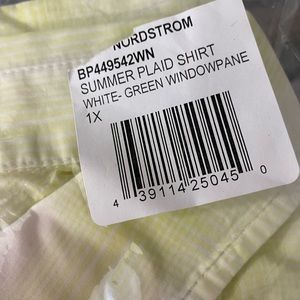 NORDSTROM
BP449542WN
SUMMER PLAID SHIRT
WHITE- GREEN WINDOWPANE
1X
4 39114 25045 0